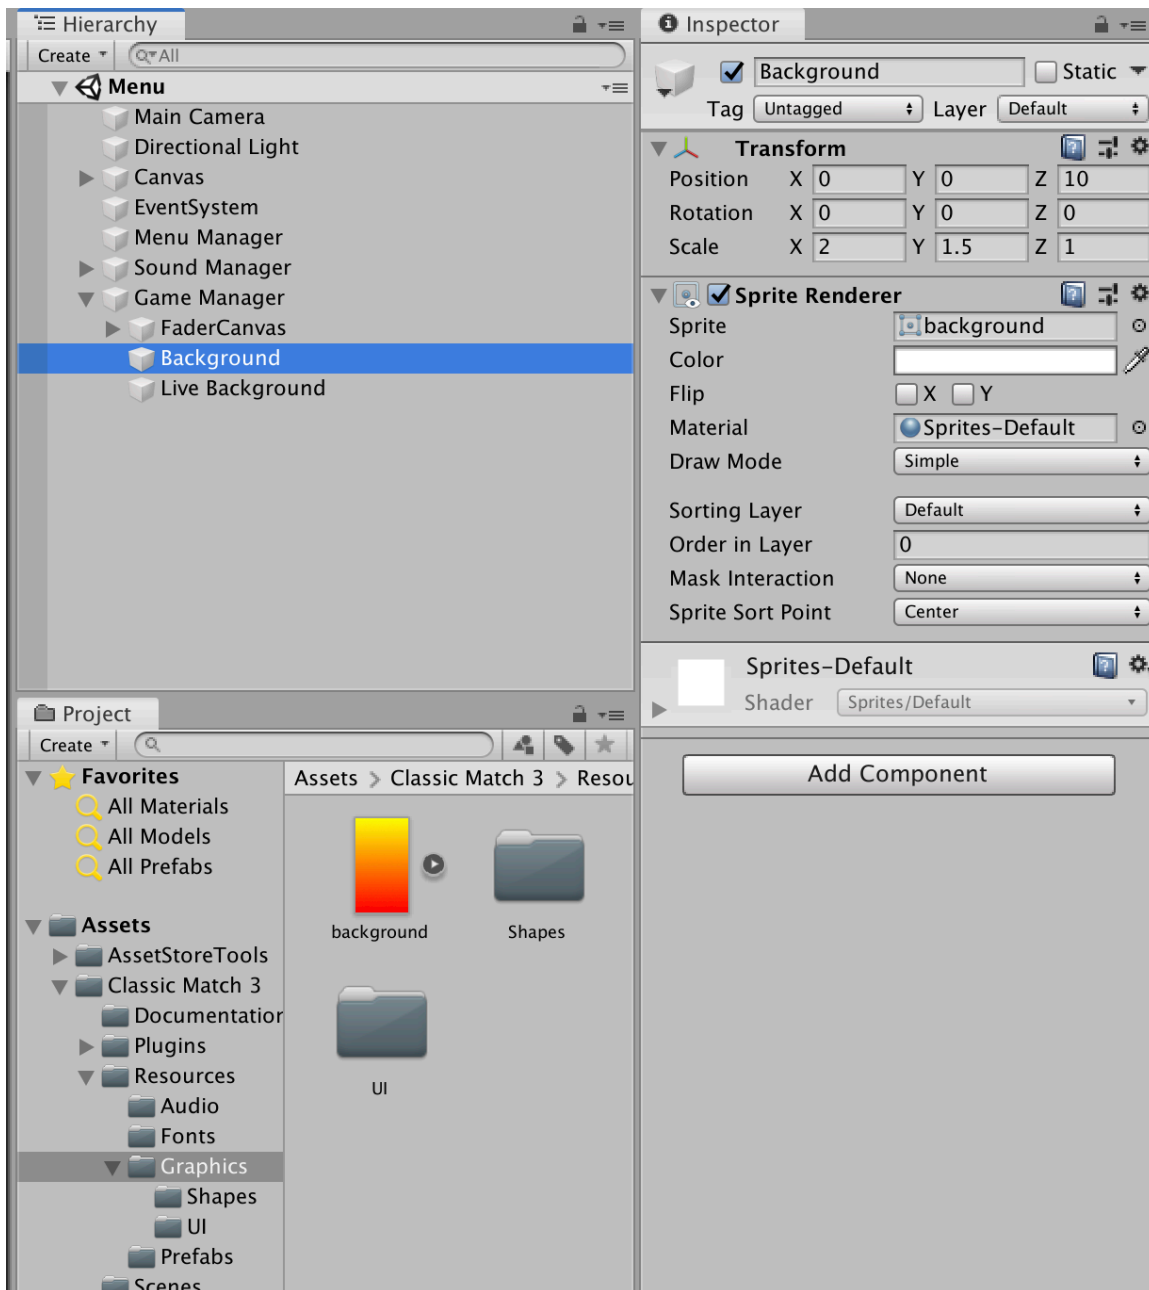 Hierarchy
Create
All
Menu
Main Camera
Directional Light
Canvas
EventSystem
Menu Manager
Sound Manager
Game Manager
FaderCanvas
Background
Live Background
Inspector
Background
Static
Tag Untagged Layer Default
Transform
Position X 0 Y 0 Z 10
Rotation X 0 Y 0 Z 0
Scale X 2 Y 1.5 Z 1
Sprite Renderer
Sprite background
Color
Flip X Y
Material Sprites-Default
Draw Mode Simple
Sorting Layer Default
Order in Layer 0
Mask Interaction None
Sprite Sort Point Center
Sprites-Default
Shader Sprites/Default
Add Component
Project
Create
Favorites
All Materials
All Models
All Prefabs
Assets
AssetStoreTools
Classic Match 3
Documentation
Plugins
Resources
Audio
Fonts
Graphics
Shapes
UI
Prefabs
Scenes
Assets > Classic Match 3 > Resou
background
Shapes
UI